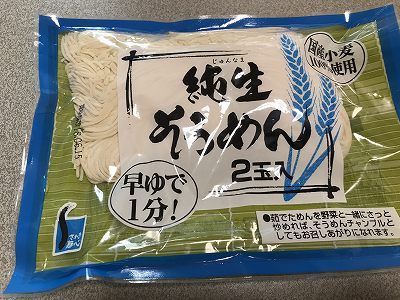 じゅんなま
純生
そうめん
2玉入
国産小麦
100%使用
早ゆで
1分!
●茹でためんを野菜と一緒にさっと
炒めれば、そうめんチャンプルと
してもお召しあがりになれます。